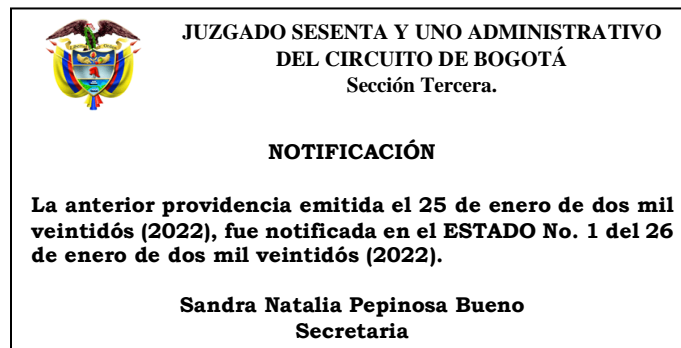 JUZGADO SESENTA Y UNO ADMINISTRATIVO
DEL CIRCUITO DE BOGOTÁ
Sección Tercera.
NOTIFICACIÓN
La anterior providencia emitida el 25 de enero de dos mil
veintidós (2022), fue notificada en el ESTADO No. 1 del 26
de enero de dos mil veintidós (2022).
Sandra Natalia Pepinosa Bueno
Secretaria